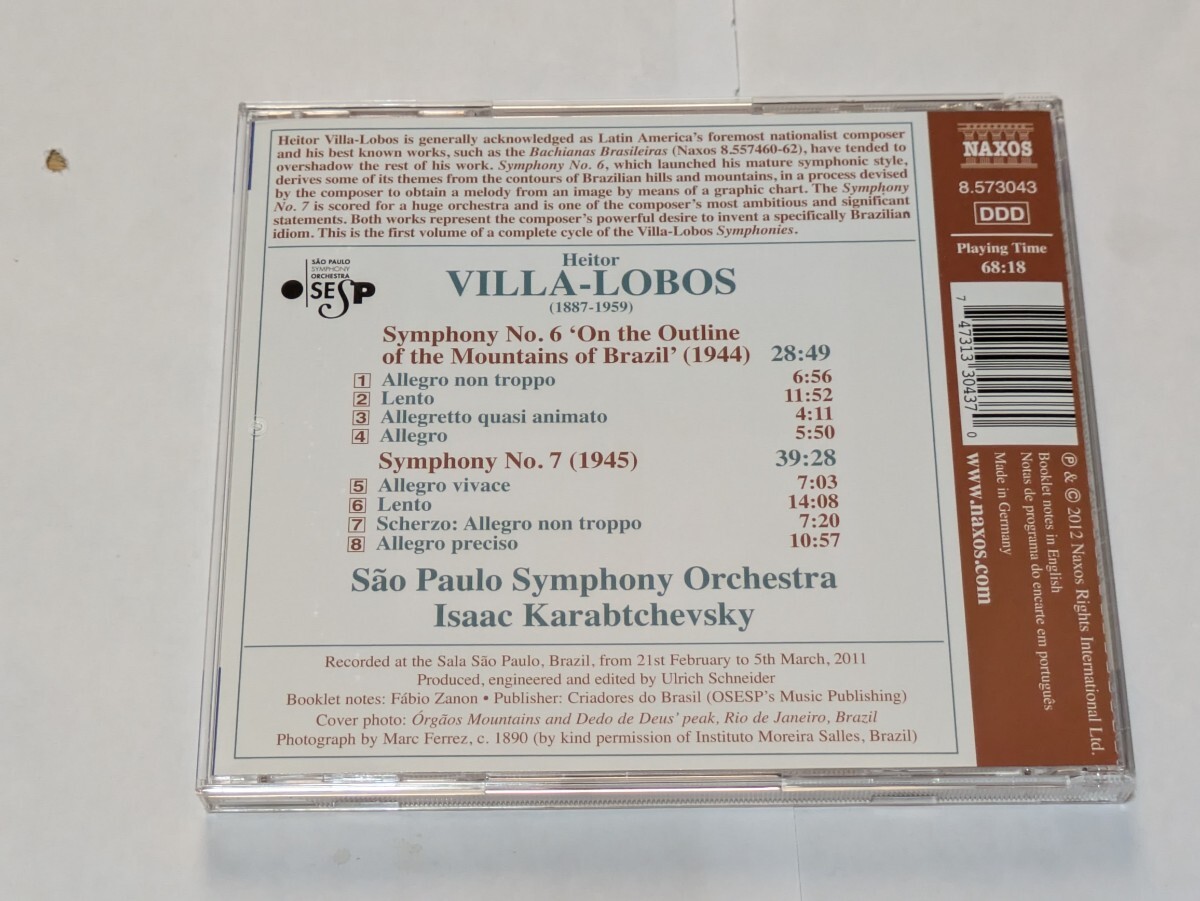 Heitor Villa-Lobos is generally acknowledged as Latin America's foremost nationalist composer
and his best known works, such as the Bachianas Brasileiras (Naxos 8.557460-62), have tended to
overshadow the rest of his work. Symphony No. 6, which launched his mature symphonic style,
derives some of its themes from the contours of Brazilian hills and mountains, in a process devised
by the composer to obtain a melody from an image by means of a graphic chart. The Symphony
No. 7 is scored for a huge orchestra and is one of the composer's most ambitious and significant
statements. Both works represent the composer's powerful desire to invent a specifically Brazilian
idiom. This is the first volume of a complete cycle of the Villa-Lobos Symphonies.
SÃO PAULO
SYMPHONY
ORCHESTRA
OSESP
Heitor
VILLA-LOBOS
(1887-1959)
Symphony No. 6 ‘On the Outline
of the Mountains of Brazil’ (1944) 28:49
1 Allegro non troppo 6:56
2 Lento 11:52
3 Allegretto quasi animato 4:11
4 Allegro 5:50
Symphony No. 7 (1945) 39:28
5 Allegro vivace 7:03
6 Lento 14:08
7 Scherzo: Allegro non troppo 7:20
8 Allegro preciso 10:57
São Paulo Symphony Orchestra
Isaac Karabtchevsky
Recorded at the Sala São Paulo, Brazil, from 21st February to 5th March, 2011
Produced, engineered and edited by Ulrich Schneider
Booklet notes: Fábio Zanon • Publisher: Criadores do Brasil (OSESP's Music Publishing)
Cover photo: Órgãos Mountains and Dedo de Deus' peak, Rio de Janeiro, Brazil
Photograph by Marc Ferrez, c. 1890 (by kind permission of Instituto Moreira Salles, Brazil)
NAXOS
8.573043
DDD
Playing Time
68:18
7 47313 30437 0
℗ & © 2012 Naxos Rights International Ltd.
Booklet notes in English
Notas de programa do encarte em português
Made in Germany
www.naxos.com